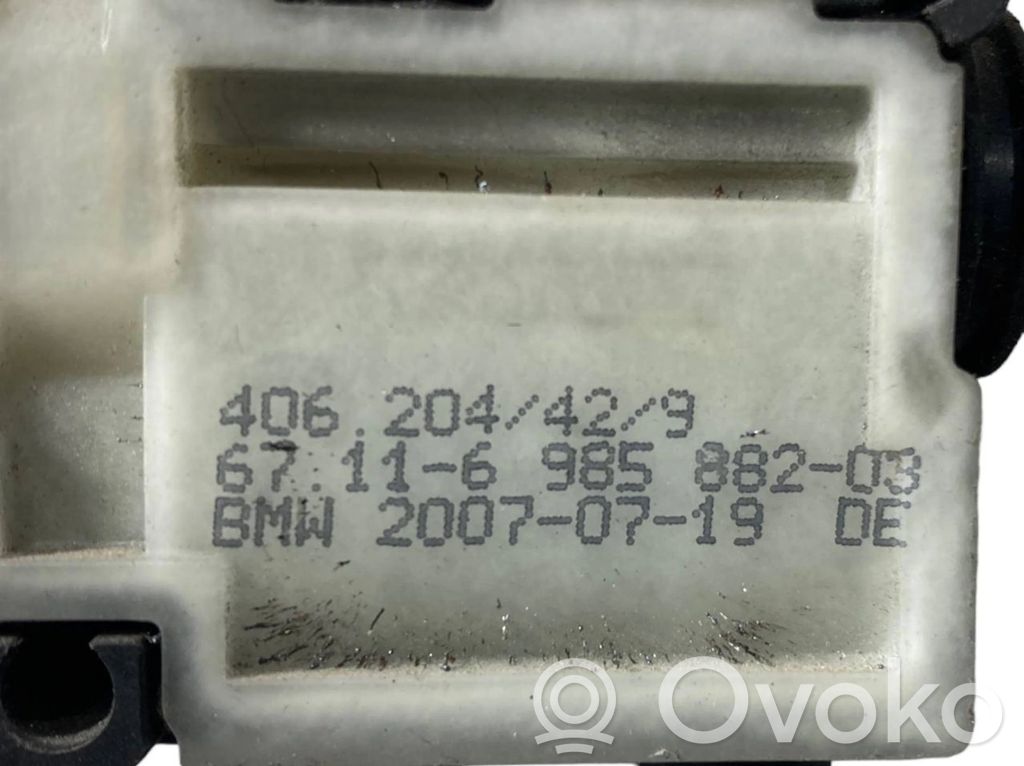 406.204/42/9
67.11-6 985 882-03
BMW 2007-07-19 DE
Ovoko